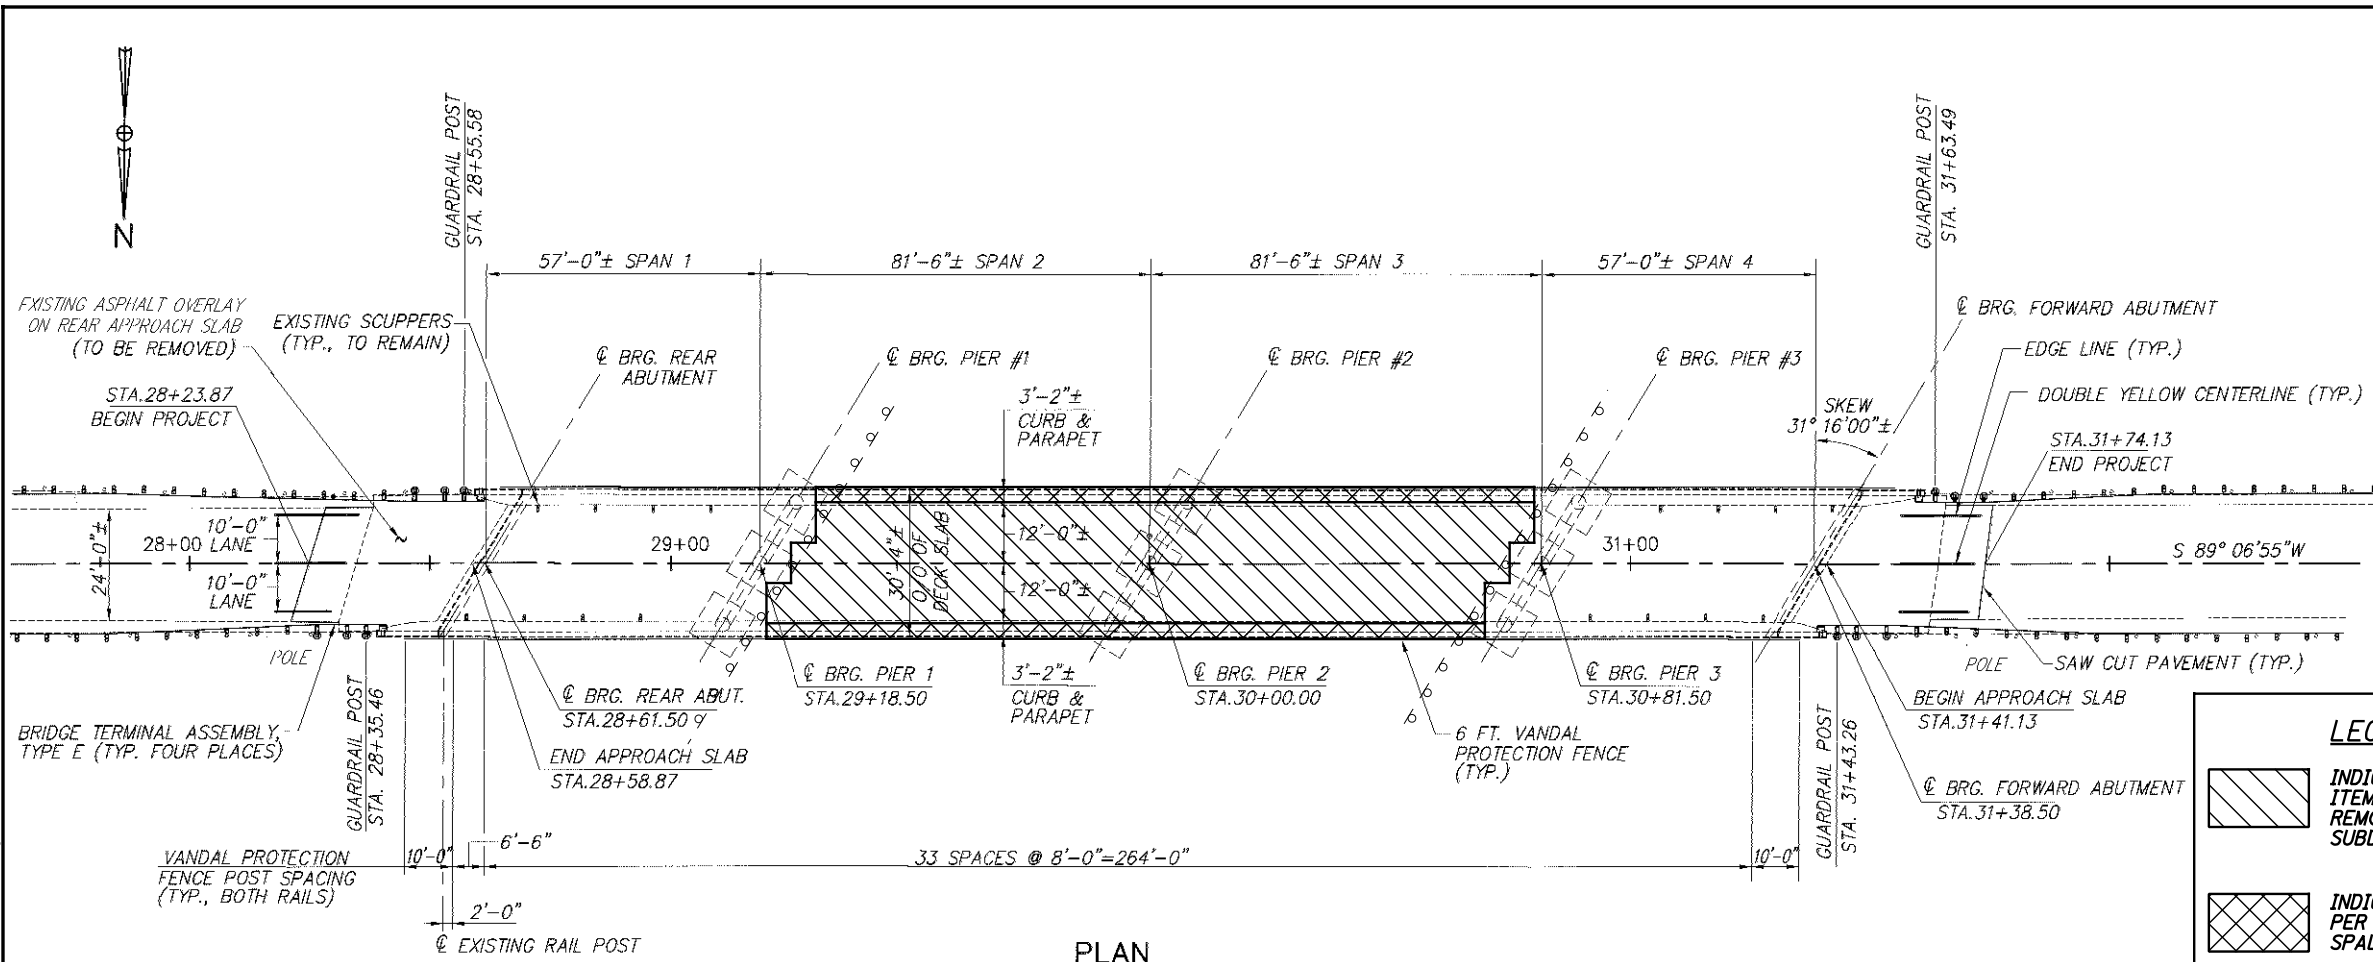 N
GUARDRAIL POST
STA. 28+55.58
GUARDRAIL POST
STA. 31+63.49
57'-0"± SPAN 1
81'-6"± SPAN 2
81'-6"± SPAN 3
57'-0"± SPAN 4
EXISTING ASPHALT OVERLAY
ON REAR APPROACH SLAB
(TO BE REMOVED)
EXISTING SCUPPERS
(TYP., TO REMAIN)
℄ BRG. REAR
ABUTMENT
℄ BRG. PIER #1
℄ BRG. PIER #2
℄ BRG. PIER #3
℄ BRG. FORWARD ABUTMENT
EDGE LINE (TYP.)
DOUBLE YELLOW CENTERLINE (TYP.)
STA.28+23.87
BEGIN PROJECT
3'-2"±
CURB &
PARAPET
SKEW
31° 16'00"±
STA.31+74.13
END PROJECT
24'-0"±
10'-0"
LANE
10'-0"
LANE
28+00
29+00
30'-4"±
O/O OF
DECK SLAB
12'-0"±
12'-0"±
31+00
S 89° 06'55"W
POLE
POLE
SAW CUT PAVEMENT (TYP.)
℄ BRG. REAR ABUT.
STA.28+61.50
℄ BRG. PIER 1
STA.29+18.50
3'-2"±
CURB &
PARAPET
℄ BRG. PIER 2
STA.30+00.00
℄ BRG. PIER 3
STA.30+81.50
BEGIN APPROACH SLAB
STA.31+41.13
BRIDGE TERMINAL ASSEMBLY,
TYPE E (TYP. FOUR PLACES)
GUARDRAIL POST
STA. 28+35.46
END APPROACH SLAB
STA.28+58.87
6 FT. VANDAL
PROTECTION FENCE
(TYP.)
GUARDRAIL POST
STA. 31+43.26
℄ BRG. FORWARD ABUTMENT
STA.31+38.50
VANDAL PROTECTION
FENCE POST SPACING
(TYP., BOTH RAILS)
10'-0"
6'-6"
33 SPACES @ 8'-0"=264'-0"
10'-0"
2'-0"
℄ EXISTING RAIL POST
PLAN
ITEM
PER